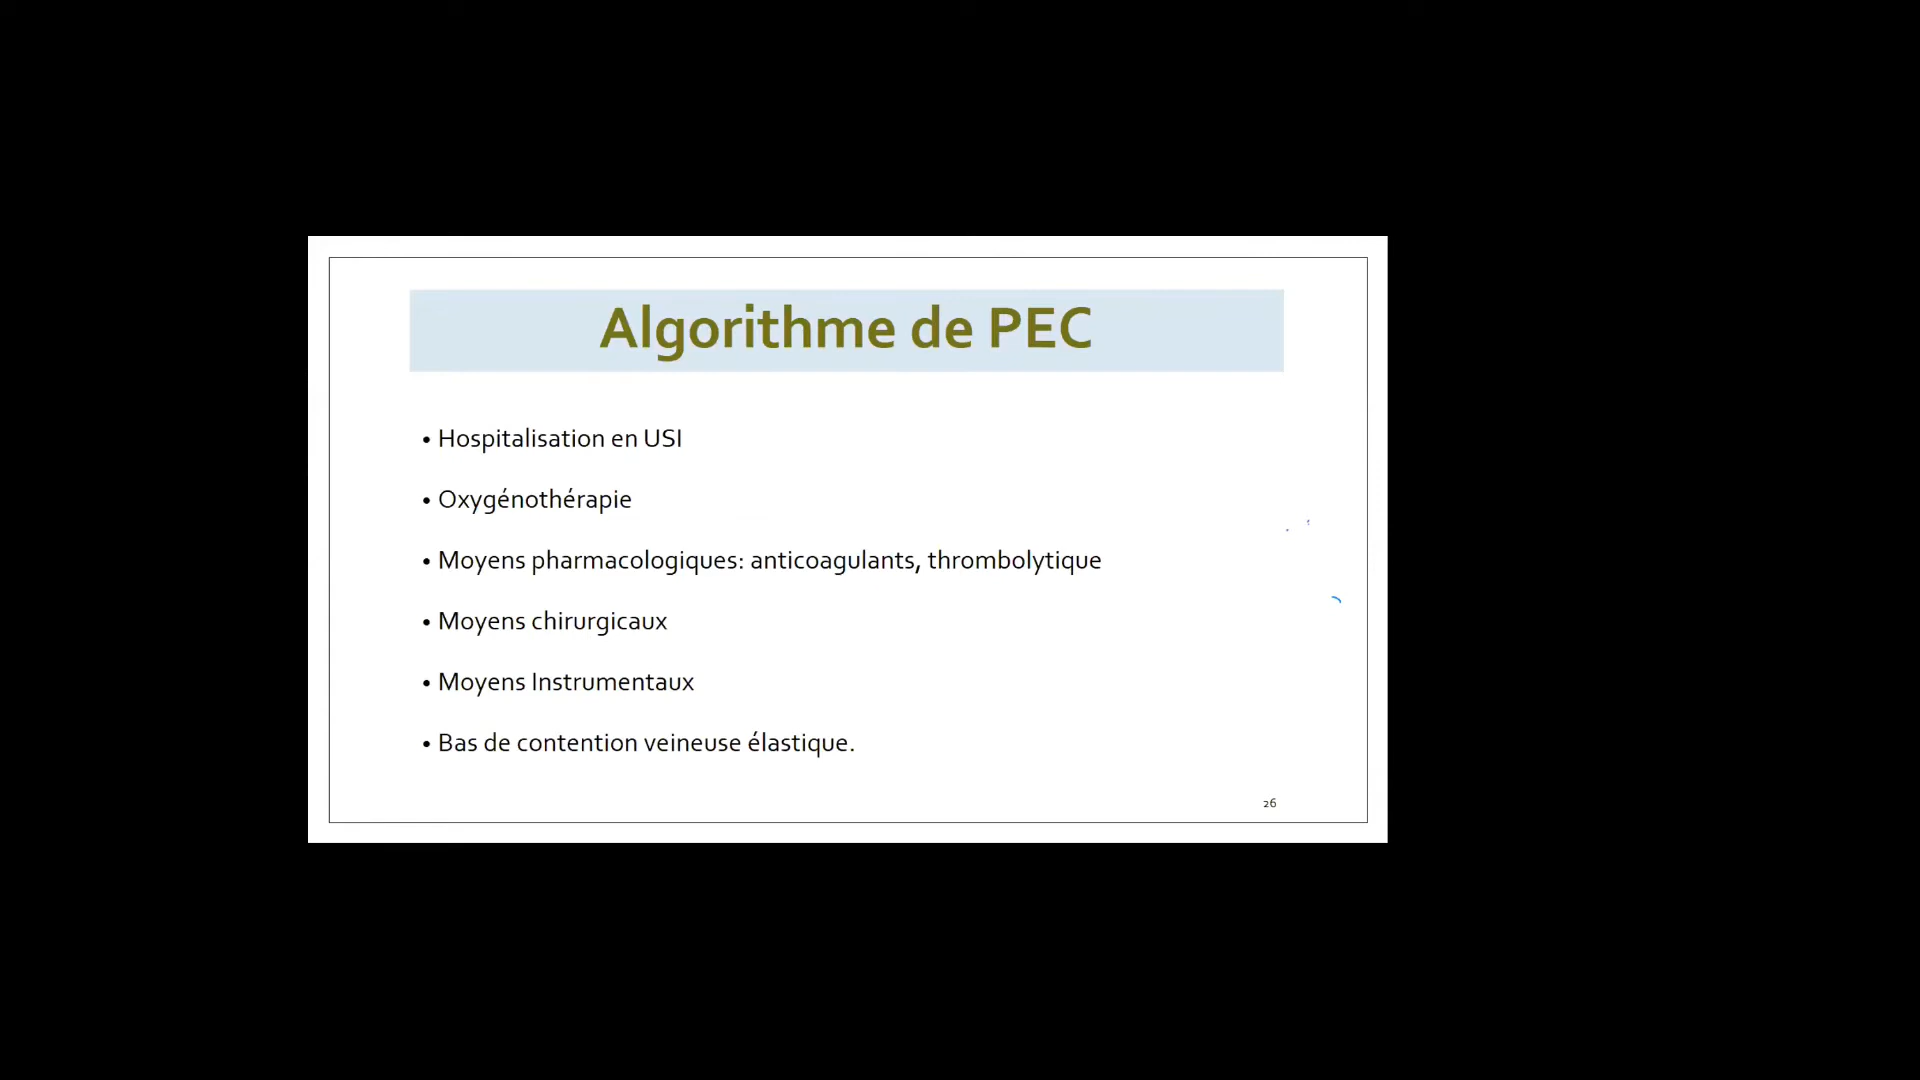 Algorithme de PEC
• Hospitalisation en USI
• Oxygénothérapie
• Moyens pharmacologiques: anticoagulants, thrombolytique
• Moyens chirurgicaux
• Moyens Instrumentaux
• Bas de contention veineuse élastique.
26